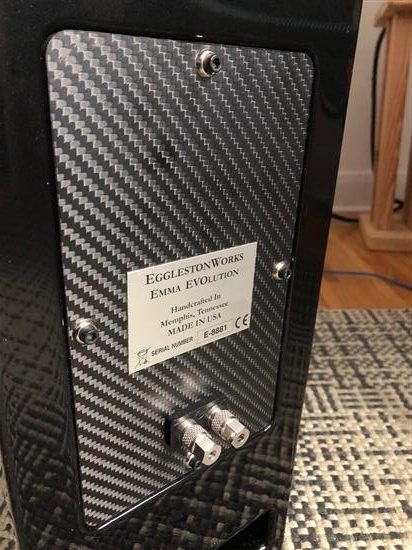 EGGLESTONWORKS
EMMA EVOLUTION
Handcrafted In
Memphis, Tennessee
MADE IN USA
SERIAL NUMBER E-8881 CE